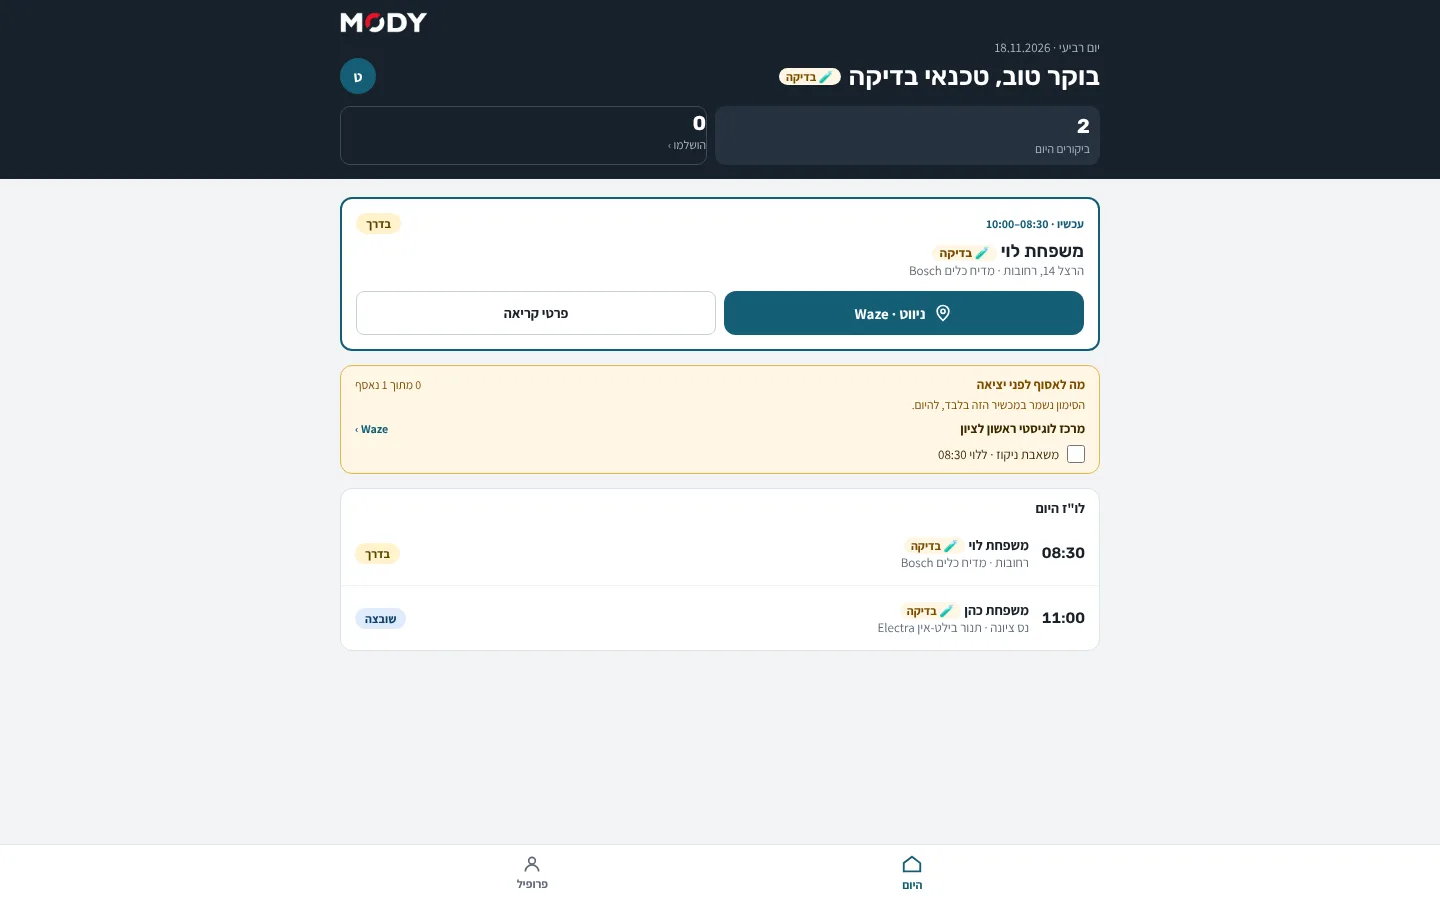 MODY
יום רביעי · 18.11.2026
בוקר טוב, טכנאי בדיקה 🧪 בדיקה
ט
2
ביקורים היום
0
הושלמו ›
עכשיו · 08:30–10:00
בדרך
משפחת לוי 🧪 בדיקה
הרצל 14, רחובות · מדיח כלים Bosch
ניווט · Waze
פרטי קריאה
מה לאסוף לפני יציאה
0 מתוך 1 נאסף
הסימון נשמר במכשיר הזה בלבד, להיום.
מרכז לוגיסטי ראשון לציון
Waze ›
משאבת ניקוז · ללוי 08:30
לו"ז היום
08:30
משפחת לוי 🧪 בדיקה
רחובות · מדיח כלים Bosch
בדרך
11:00
משפחת כהן 🧪 בדיקה
נס ציונה · תנור בילט-אין Electra
שובצה
היום
פרופיל